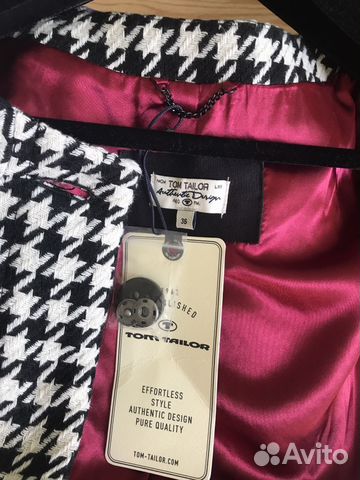 TOM TAILOR
Authentic Design
36
ESTABLISHED
TOM TAILOR
EFFORTLESS
STYLE
AUTHENTIC DESIGN
PURE QUALITY
TOM-TAILOR.COM
Avito